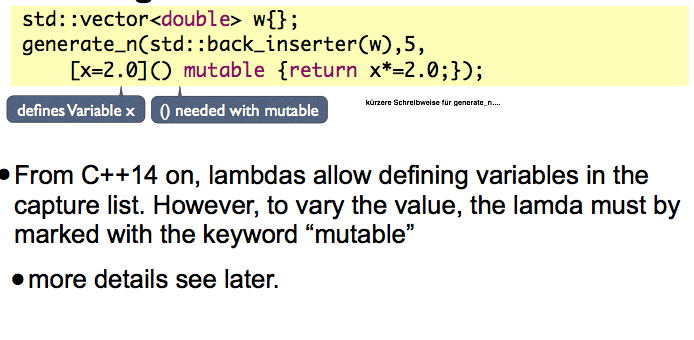 std::vector<double> w{};
generate_n(std::back_inserter(w),5,
[x=2.0]() mutable {return x*=2.0;});
defines Variable x
() needed with mutable
kürzere Schreibweise für generate_n....
• From C++14 on, lambdas allow defining variables in the
capture list. However, to vary the value, the lamda must by
marked with the keyword “mutable”
• more details see later.